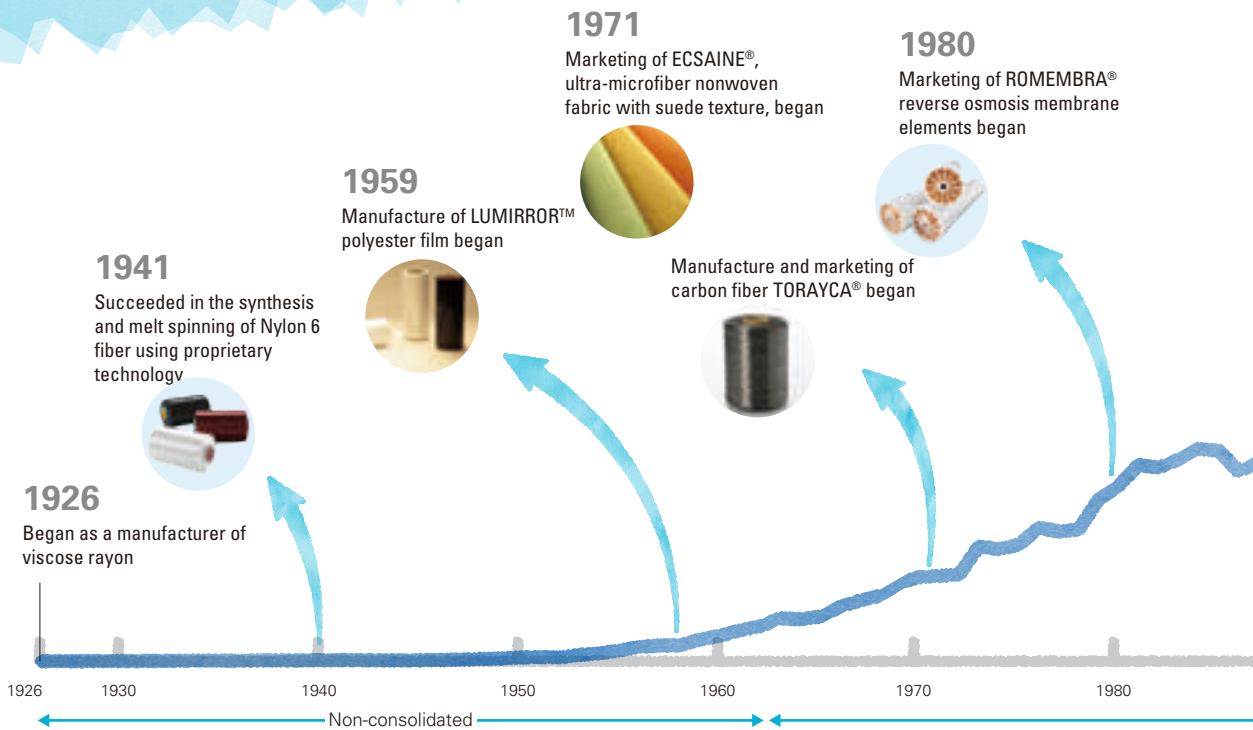 1926
Began as a manufacturer of
viscose rayon
1941
Succeeded in the synthesis
and melt spinning of Nylon 6
fiber using proprietary
technology
1959
Manufacture of LUMIRROR™
polyester film began
1971
Marketing of ECSAINE®,
ultra-microfiber nonwoven
fabric with suede texture, began
Manufacture and marketing of
carbon fiber TORAYCA® began
1980
Marketing of ROMEMBRA®
reverse osmosis membrane
elements began
1926 1930 1940 1950 1960 1970 1980
Non-consolidated